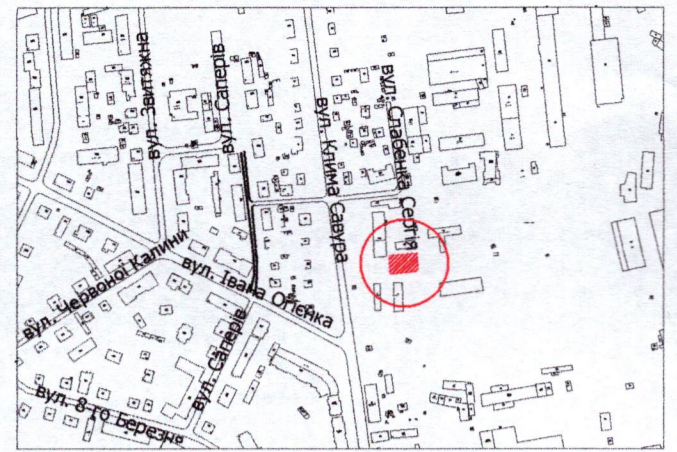 вул. Звитяжна
вул. Саперів
вул. Клима Савура
вул. Слабенка Сергія
вул. Івана Огієнка
вул. Червоної Калини
вул. Саперів
вул. 8-го Березня